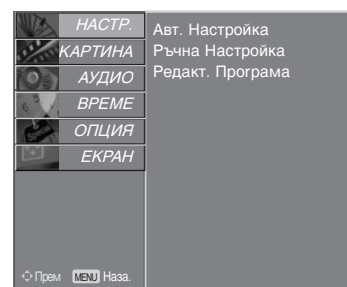 НАСТР.
КАРТИНА
АУДИО
ВРЕМЕ
ОПЦИЯ
ЕКРАН
Авт. Настройка
Ръчна Настройка
Редакт. Програма
Прем MENU Наза.